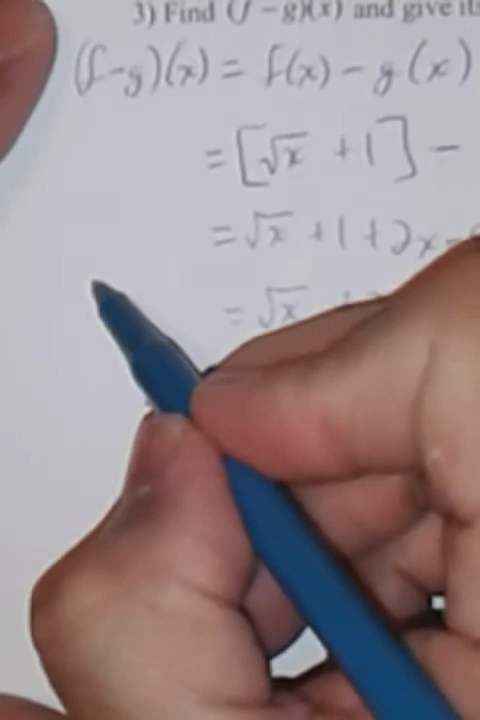 3) Find (f − g)(x) and give its
(f−g)(x) = f(x) − g(x)
= [√x + 1] −
= √x + 1 + 2x −
= √x +